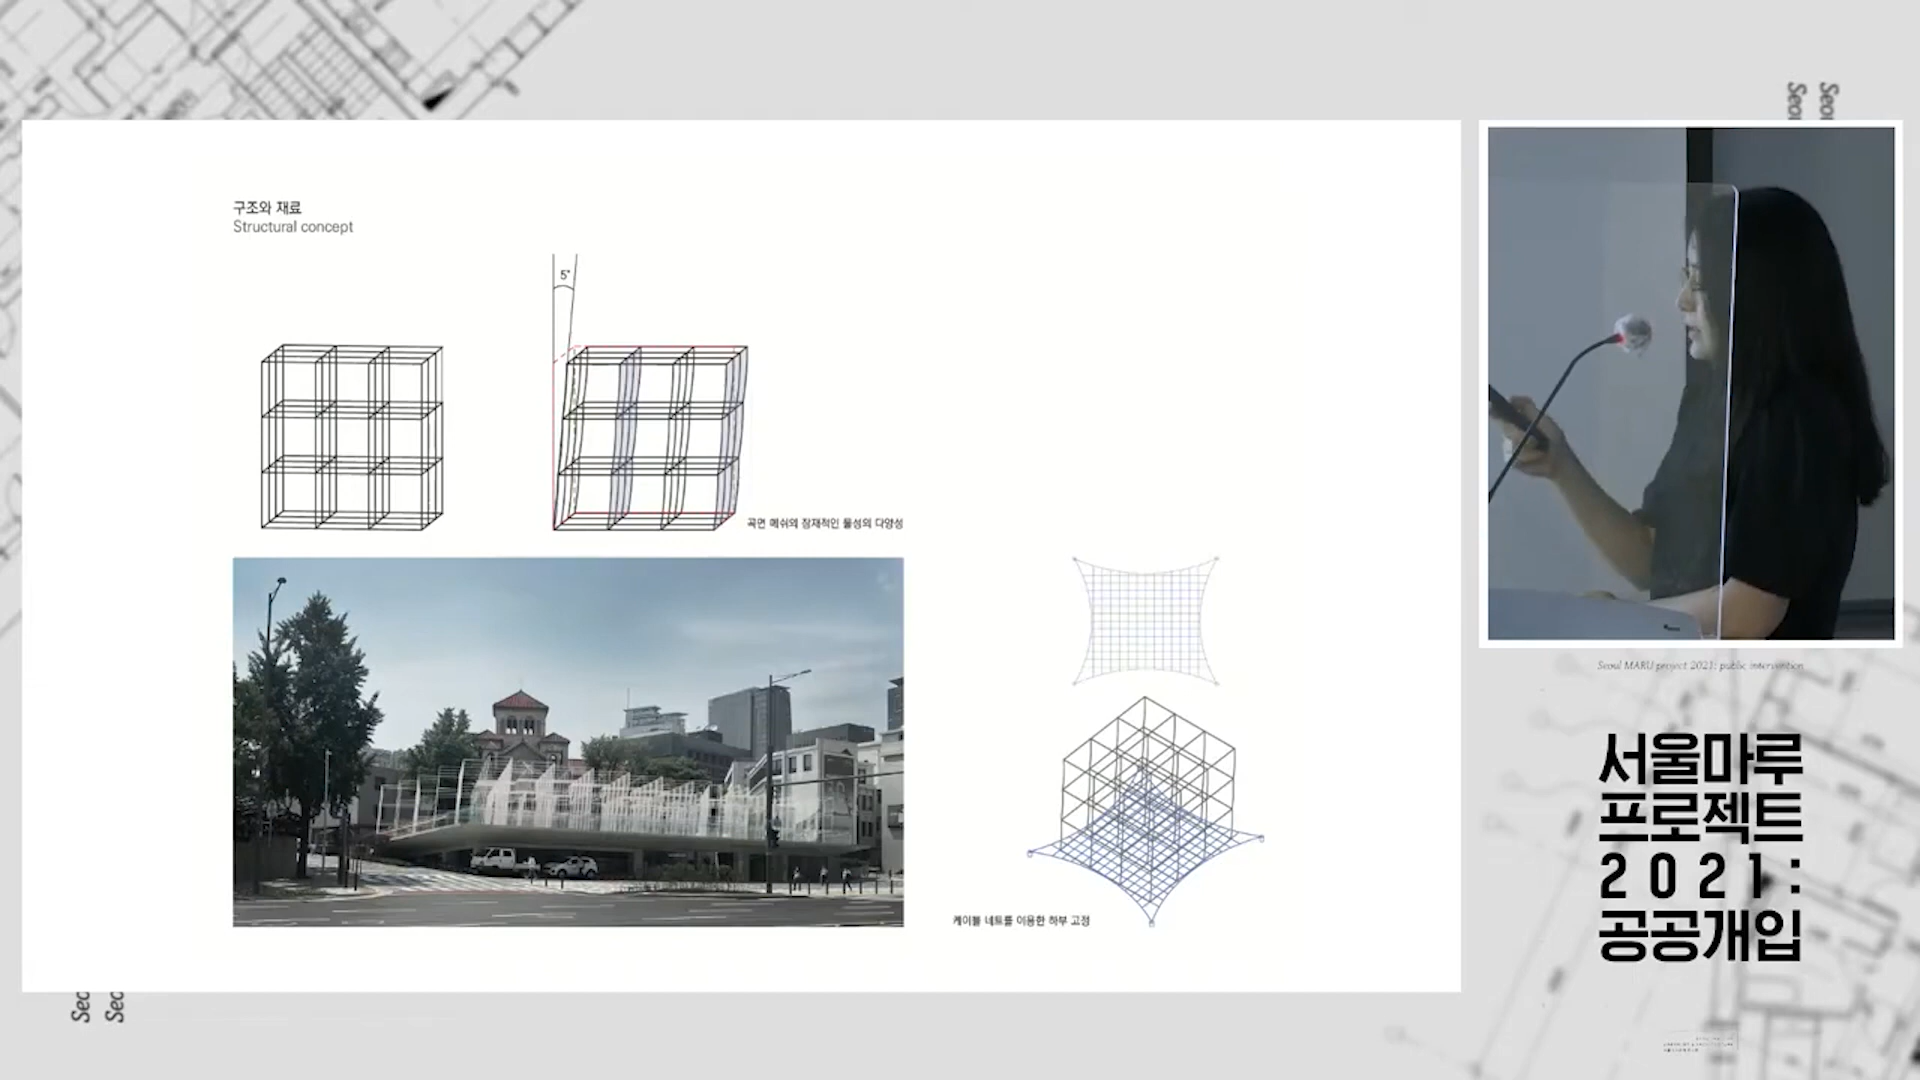 구조와 재료
Structural concept
5°
곡면 메쉬의 잠재적인 물성의 다양성
케이블 네트를 이용한 하부 고정
Seoul MARU project 2021: public intervention
서울마루
프로젝트
2021:
공공개입